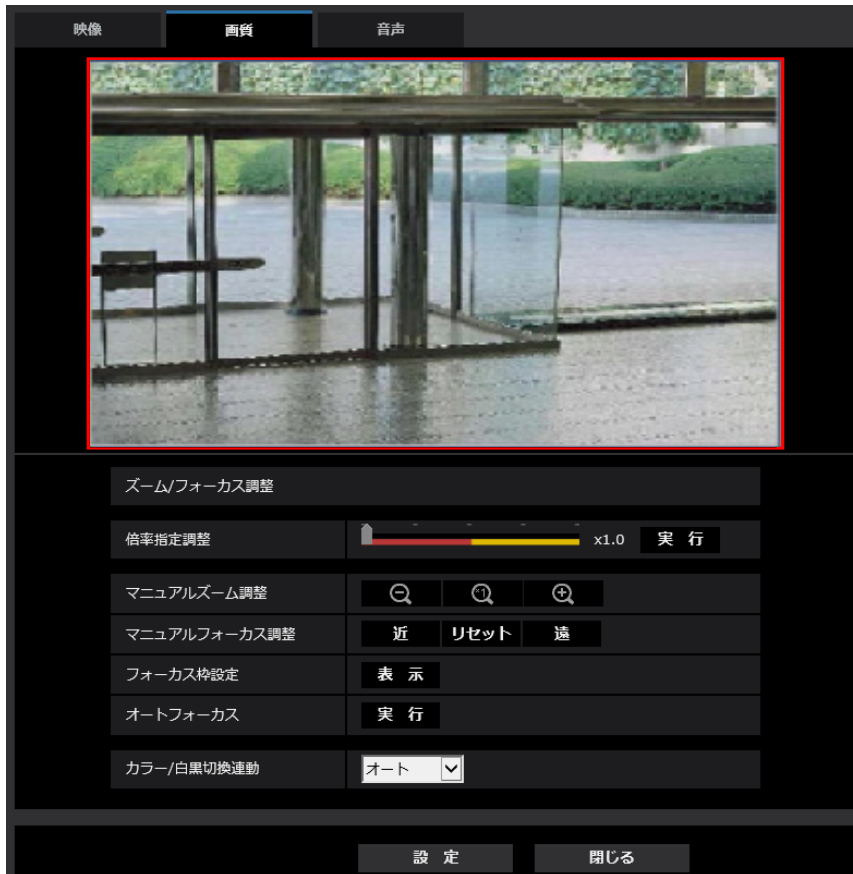 映像 画質 音声
ズーム/フォーカス調整
倍率指定調整 x1.0 実 行
マニュアルズーム調整 ×1
マニュアルフォーカス調整 近 リセット 遠
フォーカス枠設定 表 示
オートフォーカス 実 行
カラー/白黒切換連動 オート
設 定 閉じる